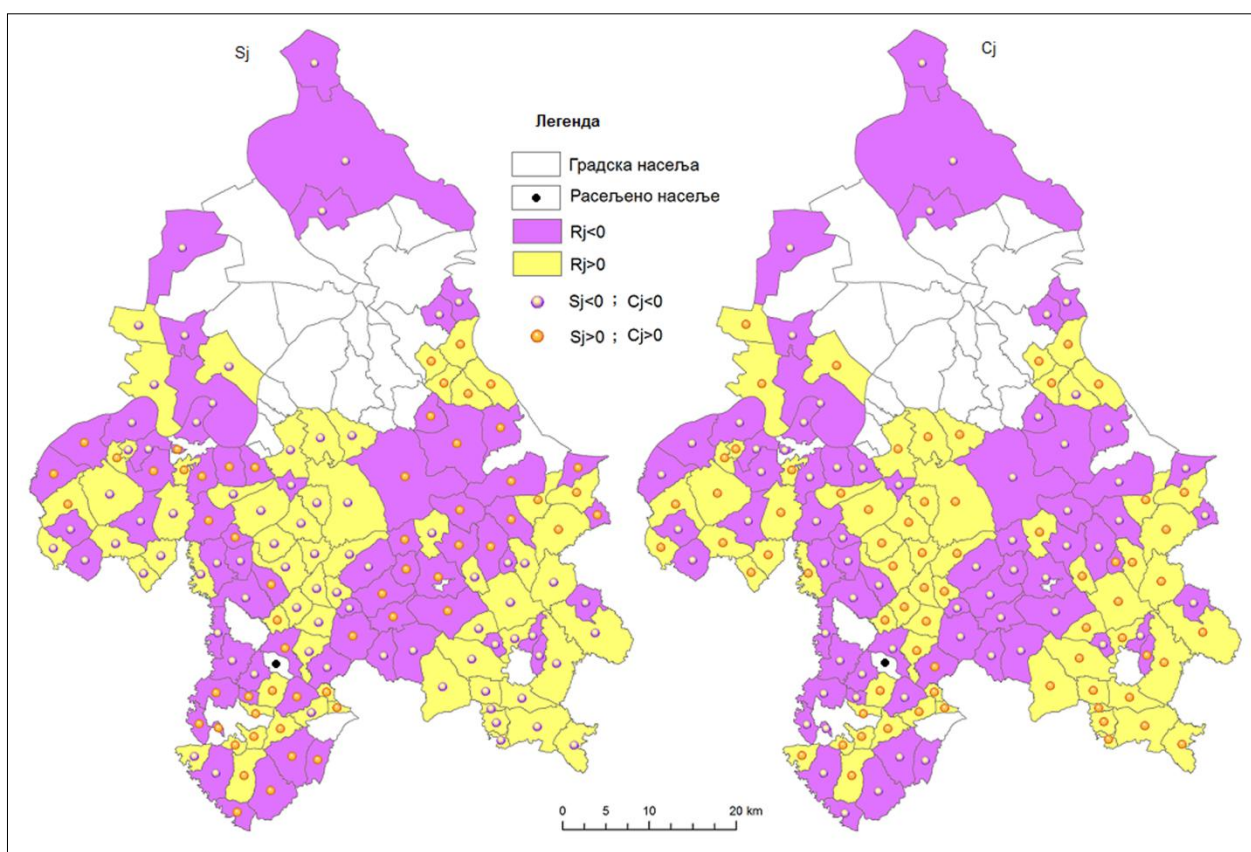 Sj
Cj
Легенда
Градска насеља
Расељено насеље
Rj<0
Rj>0
Sj<0 ; Cj<0
Sj>0 ; Cj>0
0 5 10 20 km